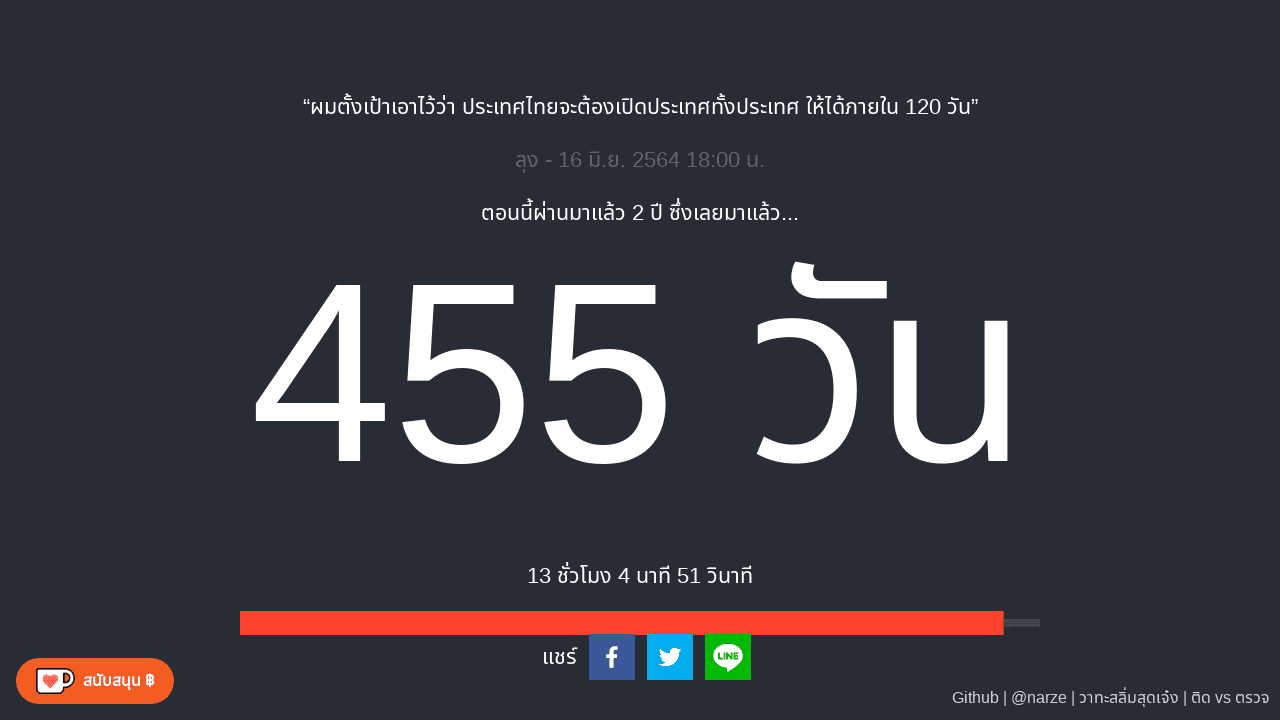 “ผมตั้งเป้าเอาไว้ว่า ประเทศไทยจะต้องเปิดประเทศทั้งประเทศ ให้ได้ภายใน 120 วัน”
ลุง - 16 มิ.ย. 2564 18:00 น.
ตอนนี้ผ่านมาแล้ว 2 ปี ซึ่งเลยมาแล้ว...
455 วัน
13 ชั่วโมง 4 นาที 51 วินาที
แชร์
LINE
สนับสนุน ฿
Github | @narze | วาทะสลิ่มสุดเจ๋ง | ติด vs ตรวจ